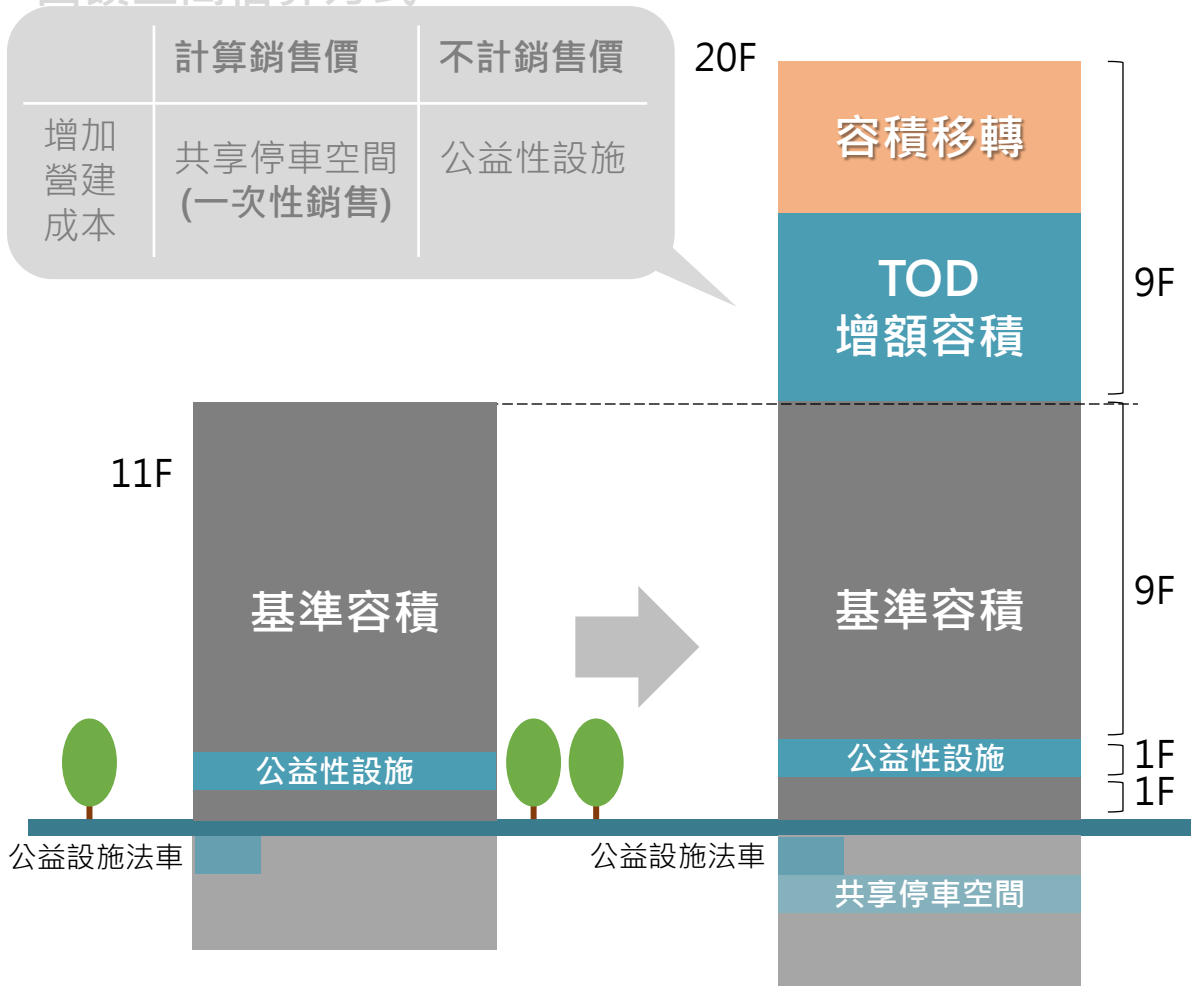 計算銷售價 不計銷售價
增加
營建
成本
共享停車空間
(一次性銷售)
公益性設施
20F
容積移轉
TOD
增額容積
9F
11F
基準容積
基準容積
9F
公益性設施
公益性設施
1F
1F
公益設施法車
公益設施法車
共享停車空間